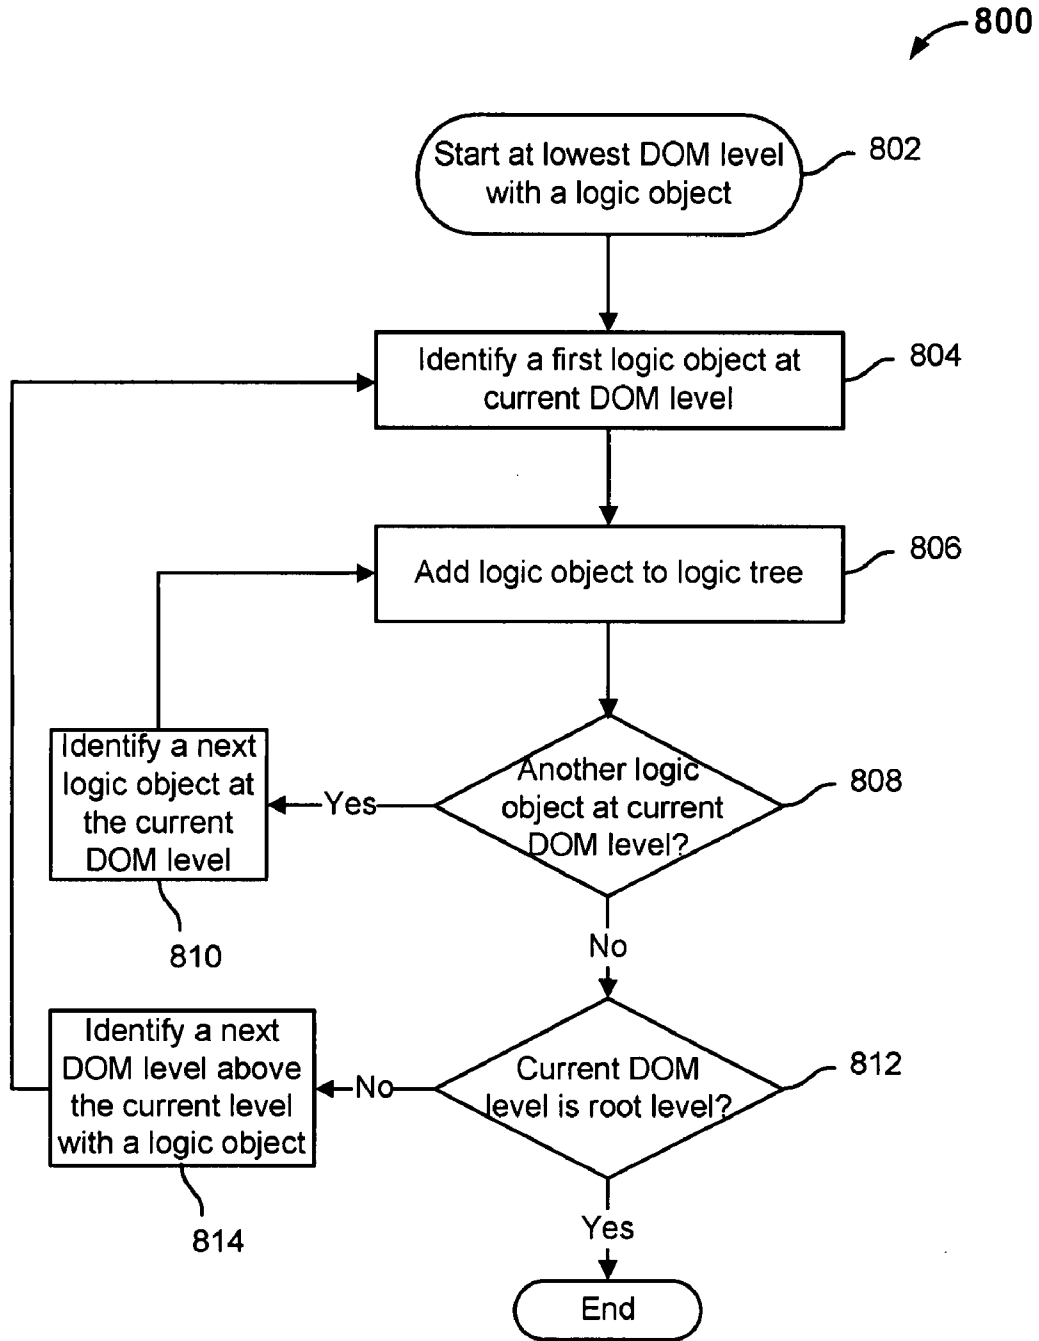 800
Start at lowest DOM level
with a logic object
802
Identify a first logic object at
current DOM level
804
Add logic object to logic tree
806
Another logic
object at current
DOM level?
808
Yes
Identify a next
logic object at
the current
DOM level
810
No
Current DOM
level is root level?
812
No
Identify a next
DOM level above
the current level
with a logic object
814
Yes
End